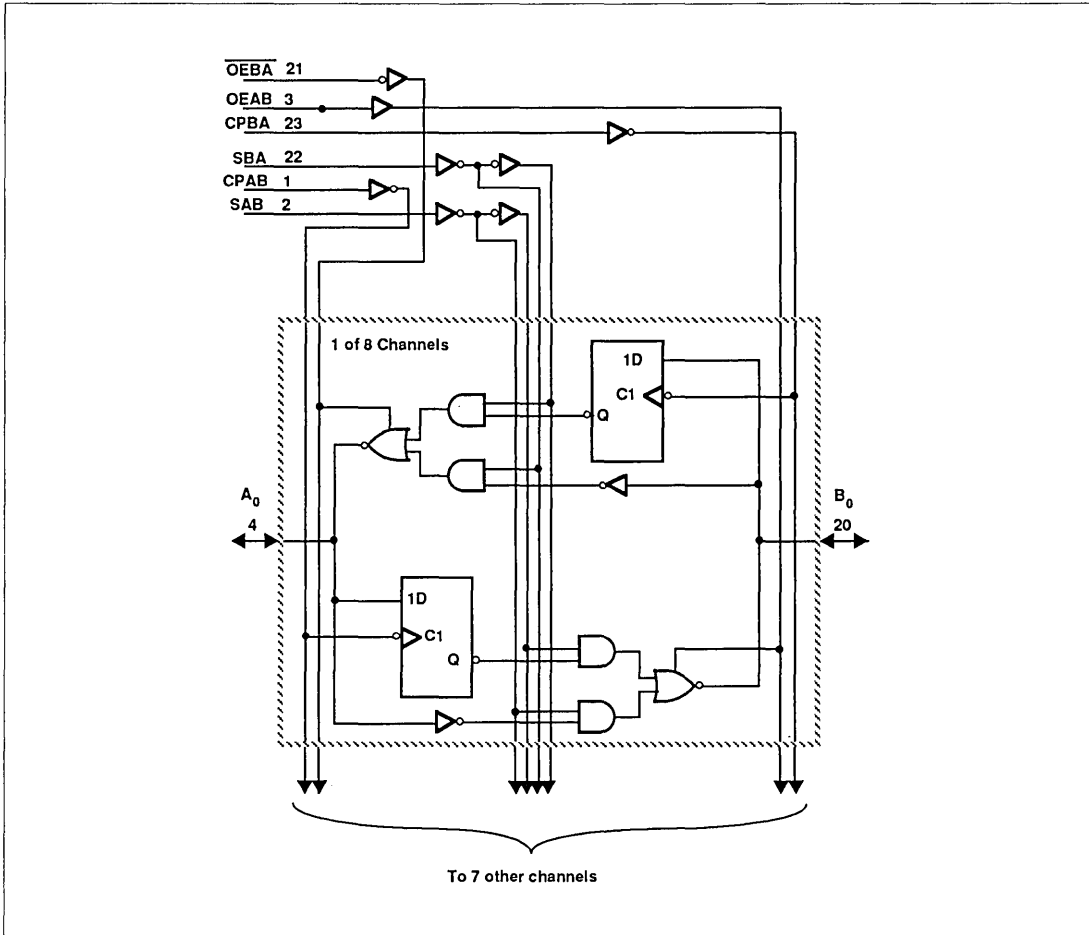 OEBA 21
OEAB 3
CPBA 23
SBA 22
CPAB 1
SAB 2
1 of 8 Channels
1D
C1
Q
A0
4
B0
20
1D
C1
Q
To 7 other channels